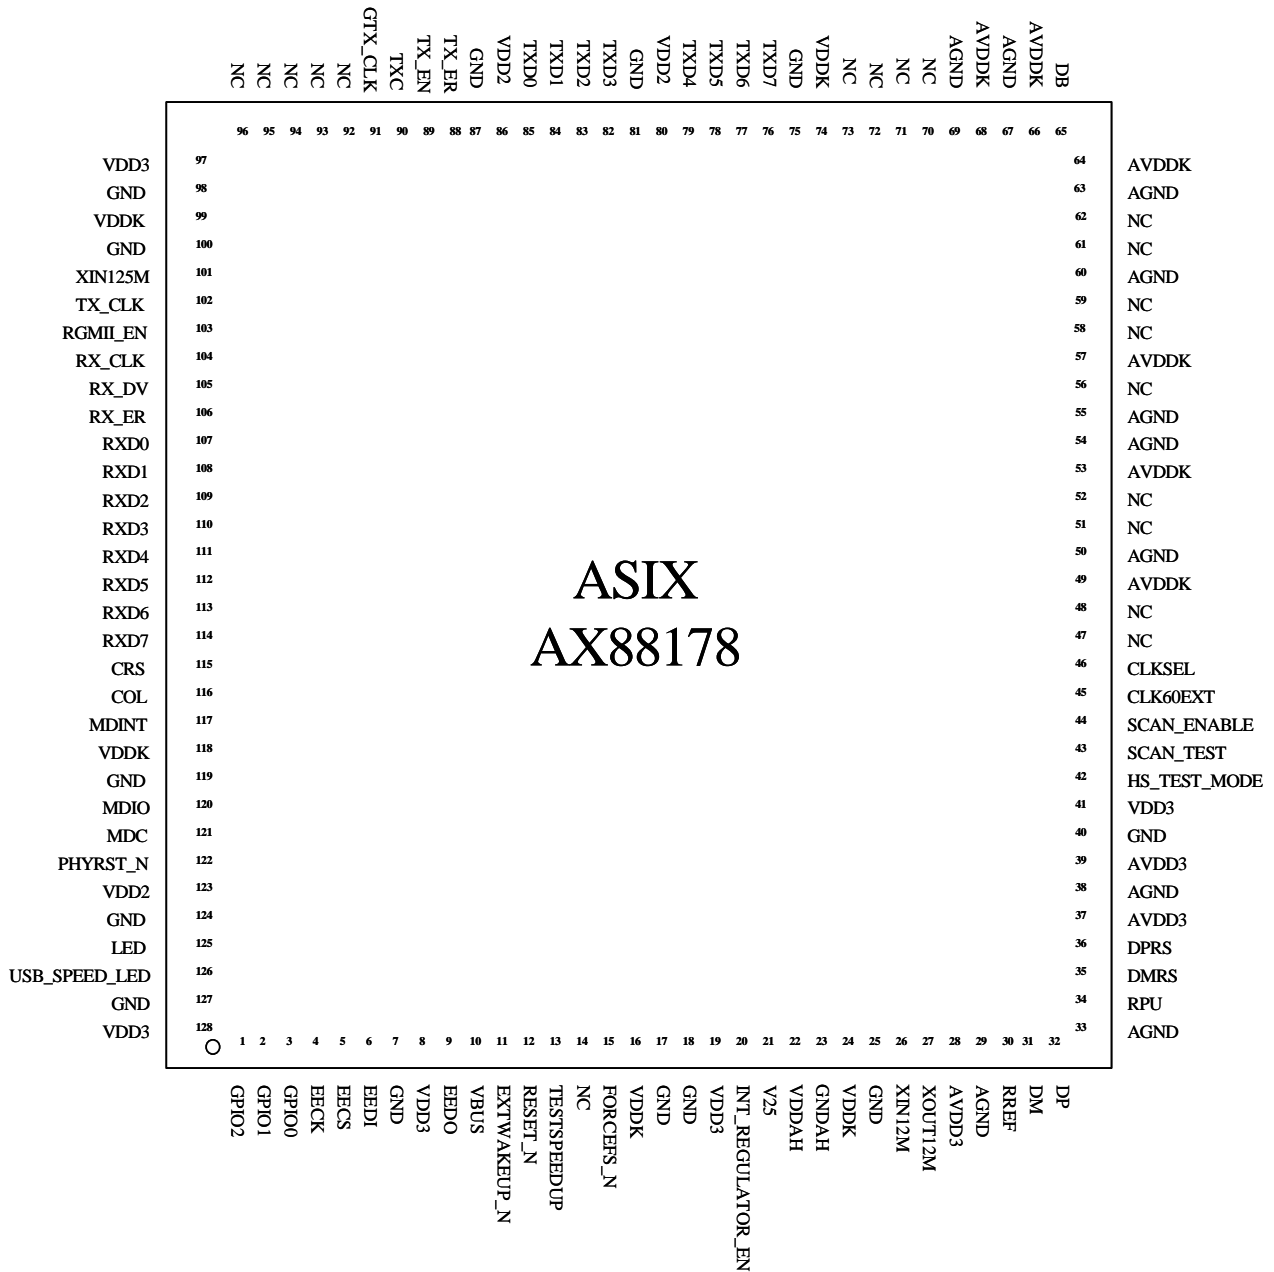 NC NC NC NC NC GTX_CLK TXC TX_EN TX_ER GND VDD2 TXD0 TXD1 TXD2 TXD3 GND VDD2 TXD4 TXD5 TXD6 TXD7 GND VDDK NC NC NC NC AGND AVDDK AGND AVDDK DB
96 95 94 93 92 91 90 89 88 87 86 85 84 83 82 81 80 79 78 77 76 75 74 73 72 71 70 69 68 67 66 65
VDD3 97 64 AVDDK
GND 98 63 AGND
VDDK 99 62 NC
GND 100 61 NC
XIN125M 101 60 AGND
TX_CLK 102 59 NC
RGMII_EN 103 58 NC
RX_CLK 104 57 AVDDK
RX_DV 105 56 NC
RX_ER 106 55 AGND
RXD0 107 54 AGND
RXD1 108 53 AVDDK
RXD2 109 52 NC
RXD3 110 51 NC
RXD4 111 50 AGND
RXD5 112 49 AVDDK
RXD6 113 48 NC
RXD7 114 47 NC
CRS 115 46 CLKSEL
COL 116 45 CLK60EXT
MDINT 117 44 SCAN_ENABLE
VDDK 118 43 SCAN_TEST
GND 119 42 HS_TEST_MODE
MDIO 120 41 VDD3
MDC 121 40 GND
PHYRST_N 122 39 AVDD3
VDD2 123 38 AGND
GND 124 37 AVDD3
LED 125 36 DPRS
USB_SPEED_LED 126 35 DMRS
GND 127 34 RPU
VDD3 128 33 AGND
ASIX
AX88178
1 2 3 4 5 6 7 8 9 10 11 12 13 14 15 16 17 18 19 20 21 22 23 24 25 26 27 28 29 30 31 32
GPIO2 GPIO1 GPIO0 EECK EECS EEDI GND VDD3 EEDO VBUS EXTWAKEUP_N RESET_N TESTSPEEDUP NC FORCEFS_N VDDK GND GND VDD3 INT_REGULATOR_EN V25 VDDAH GNDAH VDDK GND XIN12M XOUT12M AVDD3 AGND RREF DM DP